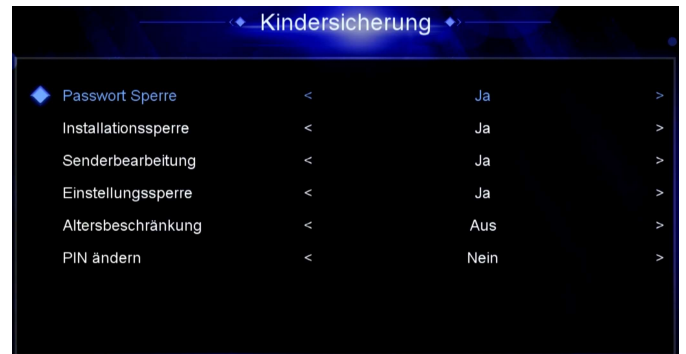 Kindersicherung
Passwort Sperre < Ja >
Installationssperre < Ja >
Senderbearbeitung < Ja >
Einstellungssperre < Ja >
Altersbeschränkung < Aus >
PIN ändern < Nein >